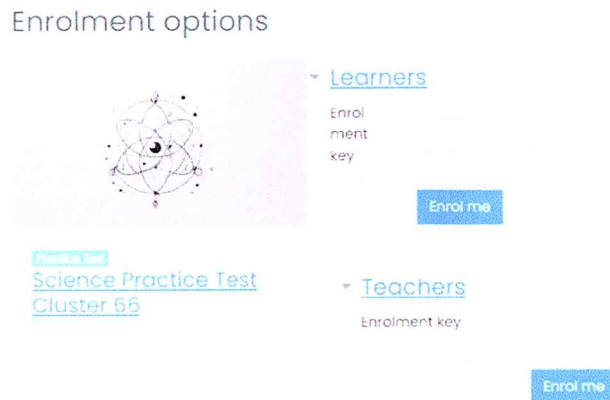 Enrolment options
Learners
Enrol
ment
key
Enrol me
Practice Test
Science Practice Test
Cluster 66
Teachers
Enrolment key
Enrol me